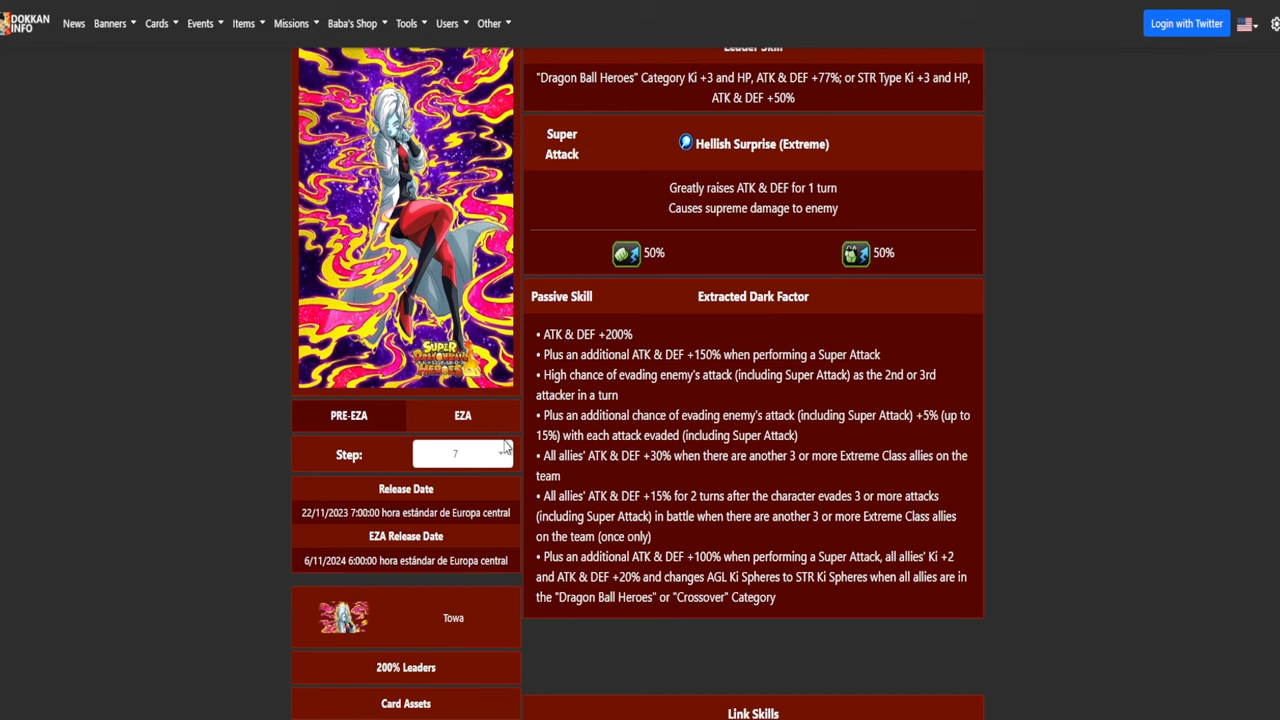 DOKKAN
INFO
News
Banners
Cards
Events
Items
Missions
Baba's Shop
Tools
Users
Other
Login with Twitter
Leader Skill
"Dragon Ball Heroes" Category Ki +3 and HP, ATK & DEF +77%; or STR Type Ki +3 and HP,
ATK & DEF +50%
Super
Attack
Hellish Surprise (Extreme)
Greatly raises ATK & DEF for 1 turn
Causes supreme damage to enemy
50%
50%
Passive Skill
Extracted Dark Factor
• ATK & DEF +200%
• Plus an additional ATK & DEF +150% when performing a Super Attack
• High chance of evading enemy's attack (including Super Attack) as the 2nd or 3rd
attacker in a turn
• Plus an additional chance of evading enemy's attack (including Super Attack) +5% (up to
15%) with each attack evaded (including Super Attack)
• All allies' ATK & DEF +30% when there are another 3 or more Extreme Class allies on the
team
• All allies' ATK & DEF +15% for 2 turns after the character evades 3 or more attacks
(including Super Attack) in battle when there are another 3 or more Extreme Class allies
on the team (once only)
• Plus an additional ATK & DEF +100% when performing a Super Attack, all allies' Ki +2
and ATK & DEF +20% and changes AGL Ki Spheres to STR Ki Spheres when all allies are in
the "Dragon Ball Heroes" or "Crossover" Category
Link Skills
SUPER
DRAGONBALL
HEROES
PRE-EZA
EZA
Step:
7
Release Date
22/11/2023 7:00:00 hora estándar de Europa central
EZA Release Date
6/11/2024 6:00:00 hora estándar de Europa central
Towa
200% Leaders
Card Assets